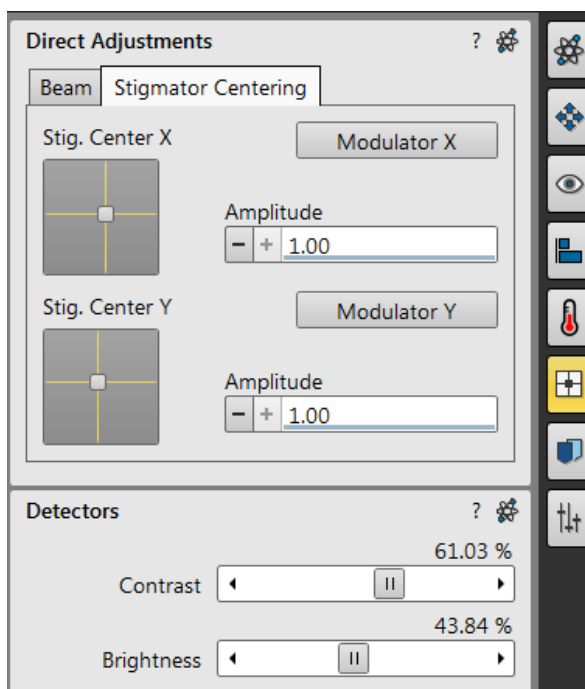 Direct Adjustments ?
Beam Stigmator Centering
Stig. Center X Modulator X
Amplitude
− + 1.00
Stig. Center Y Modulator Y
Amplitude
− + 1.00
Detectors ?
61.03 %
Contrast
43.84 %
Brightness